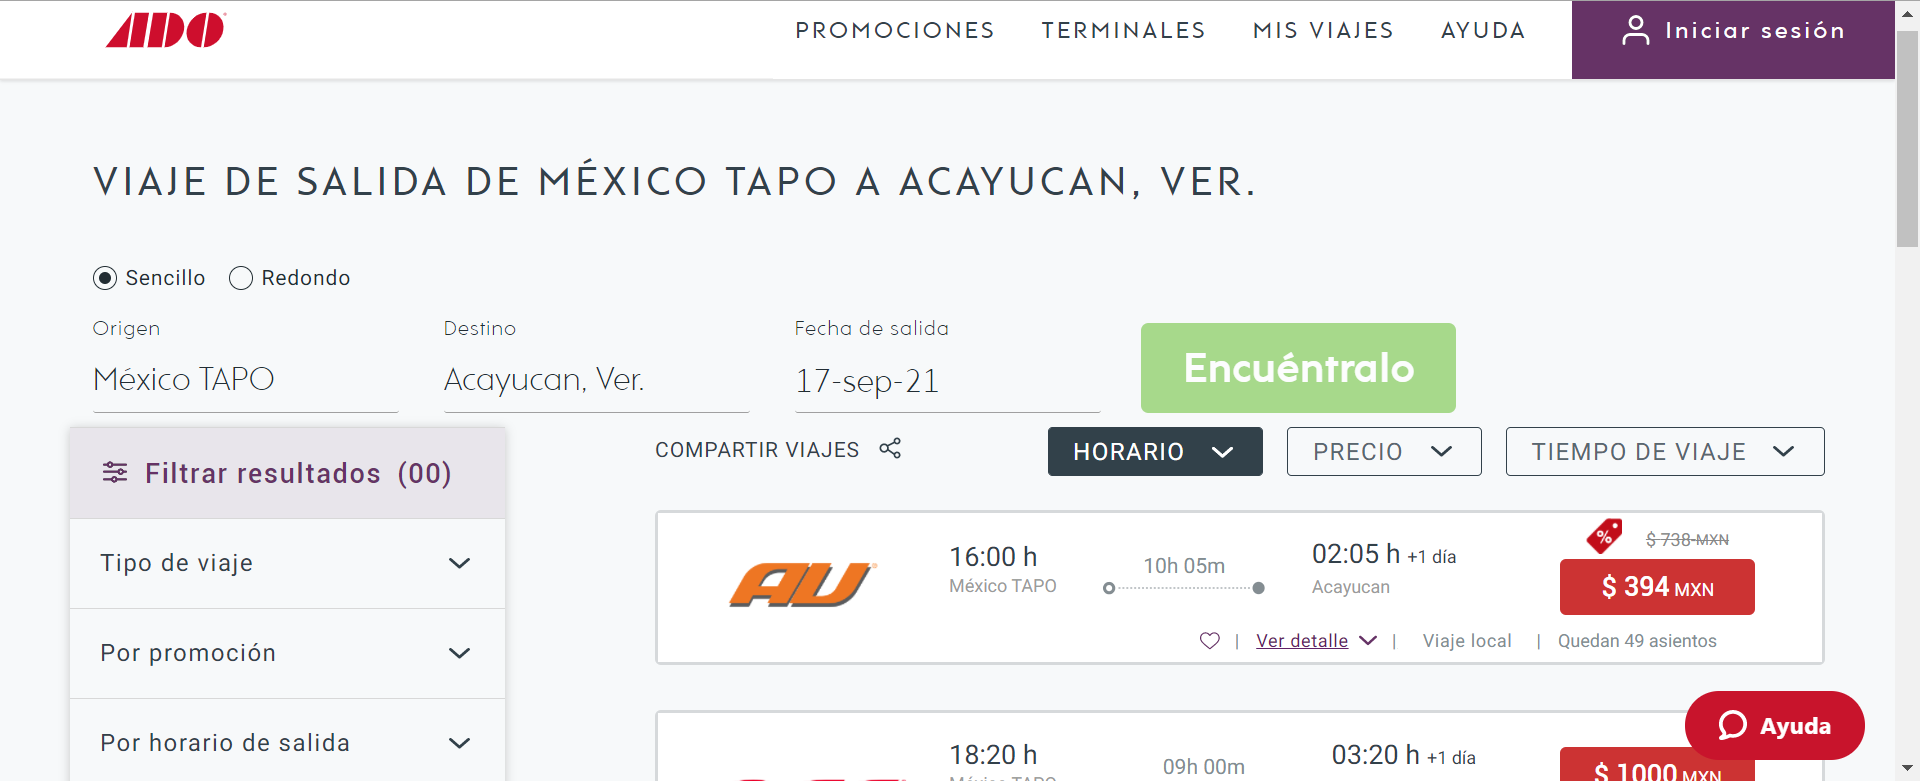 ADO
PROMOCIONES TERMINALES MIS VIAJES AYUDA Iniciar sesión
VIAJE DE SALIDA DE MÉXICO TAPO A ACAYUCAN, VER.
Sencillo Redondo
Origen Destino Fecha de salida
México TAPO Acayucan, Ver. 17-sep-21 Encuéntralo
COMPARTIR VIAJES HORARIO PRECIO TIEMPO DE VIAJE
Filtrar resultados (00)
Tipo de viaje
Por promoción
Por horario de salida
AU
16:00 h 10h 05m 02:05 h +1 día % $ 738 MXN
México TAPO Acayucan $ 394 MXN
| Ver detalle | Viaje local | Quedan 49 asientos
18:20 h 09h 00m 03:20 h +1 día $ 1000 MXN
México TAPO
Ayuda